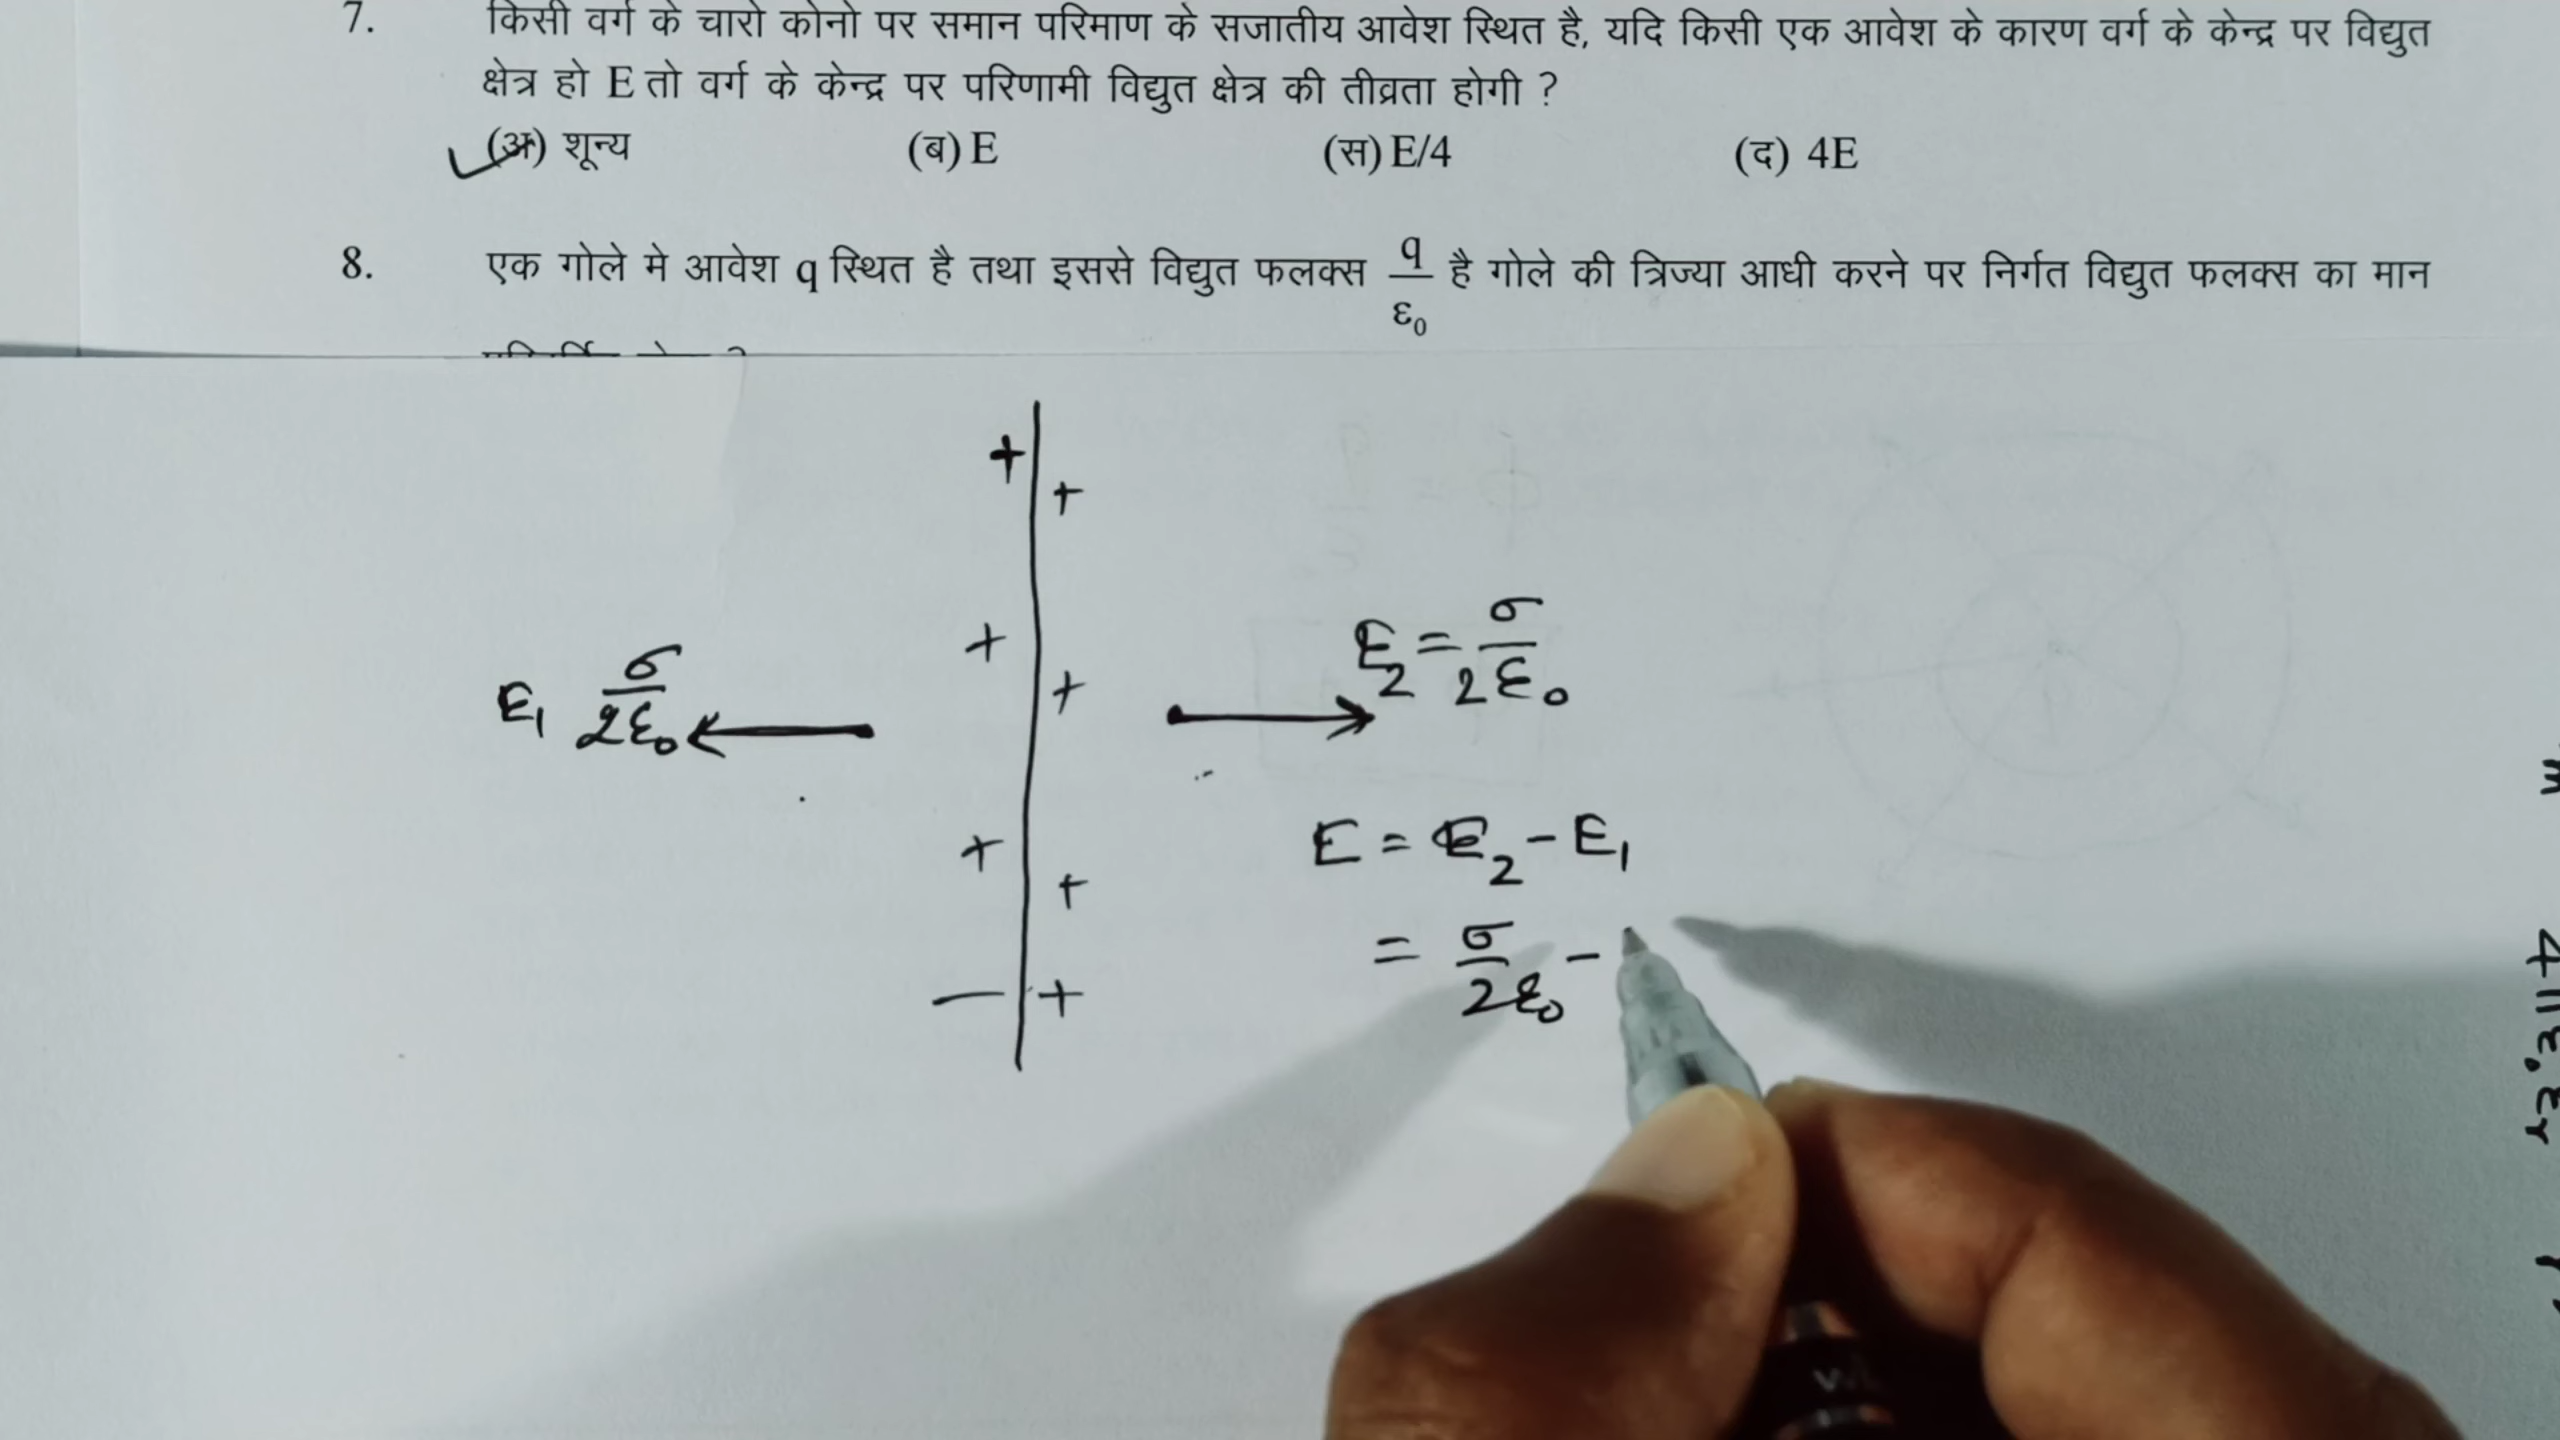 7. किसी वर्ग के चारो कोनो पर समान परिमाण के सजातीय आवेश स्थित है, यदि किसी एक आवेश के कारण वर्ग के केन्द्र पर विद्युत
क्षेत्र हो E तो वर्ग के केन्द्र पर परिणामी विद्युत क्षेत्र की तीव्रता होगी ?
(अ) शून्य (ब) E (स) E/4 (द) 4E
8. एक गोले मे आवेश q स्थित है तथा इससे विद्युत फलक्स q/ε₀ है गोले की त्रिज्या आधी करने पर निर्गत विद्युत फलक्स का मान
+
+
E₂ = σ/2ε₀
+
+
E₁ σ/2ε₀
E = E₂ - E₁
+
+
= σ/2ε₀ -
— +